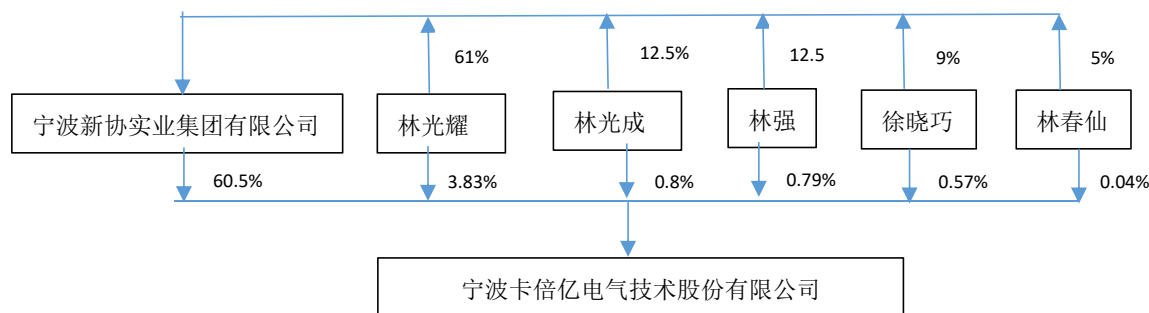 61%
12.5%
12.5
9%
5%
宁波新协实业集团有限公司
林光耀
林光成
林强
徐晓巧
林春仙
60.5%
3.83%
0.8%
0.79%
0.57%
0.04%
宁波卡倍亿电气技术股份有限公司